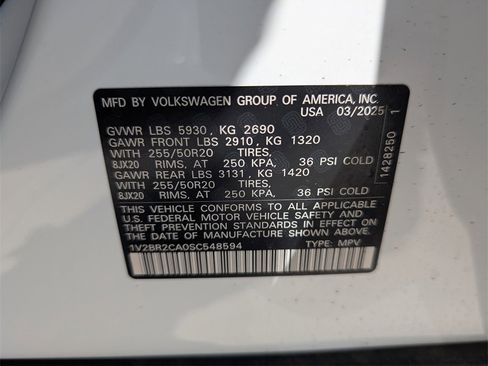 MFD BY VOLKSWAGEN GROUP OF AMERICA, INC.
USA 03/2025
GVWR LBS 5930, KG 2690
GAWR FRONT LBS 2910, KG 1320
WITH 255/50R20 TIRES,
8JX20 RIMS, AT 250 KPA, 36 PSI COLD
GAWR REAR LBS 3131, KG 1420
WITH 255/50R20 TIRES,
8JX20 RIMS, AT 250 KPA, 36 PSI COLD
THIS VEHICLE CONFORMS TO ALL APPLICABLE
U.S. FEDERAL MOTOR VEHICLE SAFETY AND
THEFT PREVENTION STANDARDS IN EFFECT ON
THE DATE OF MANUFACTURE SHOWN ABOVE.
1V2BR2CA0SC548594 TYPE: MPV
1428250 1